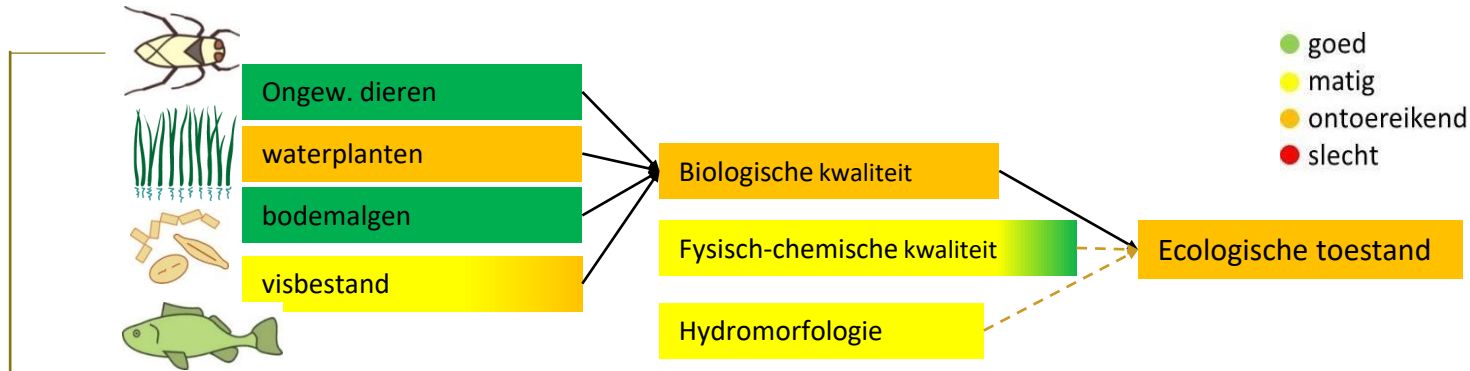 Ongew. dieren
waterplanten
bodemalgen
visbestand
Biologische kwaliteit
Fysisch-chemische kwaliteit
Hydromorfologie
Ecologische toestand
goed
matig
ontoereikend
slecht